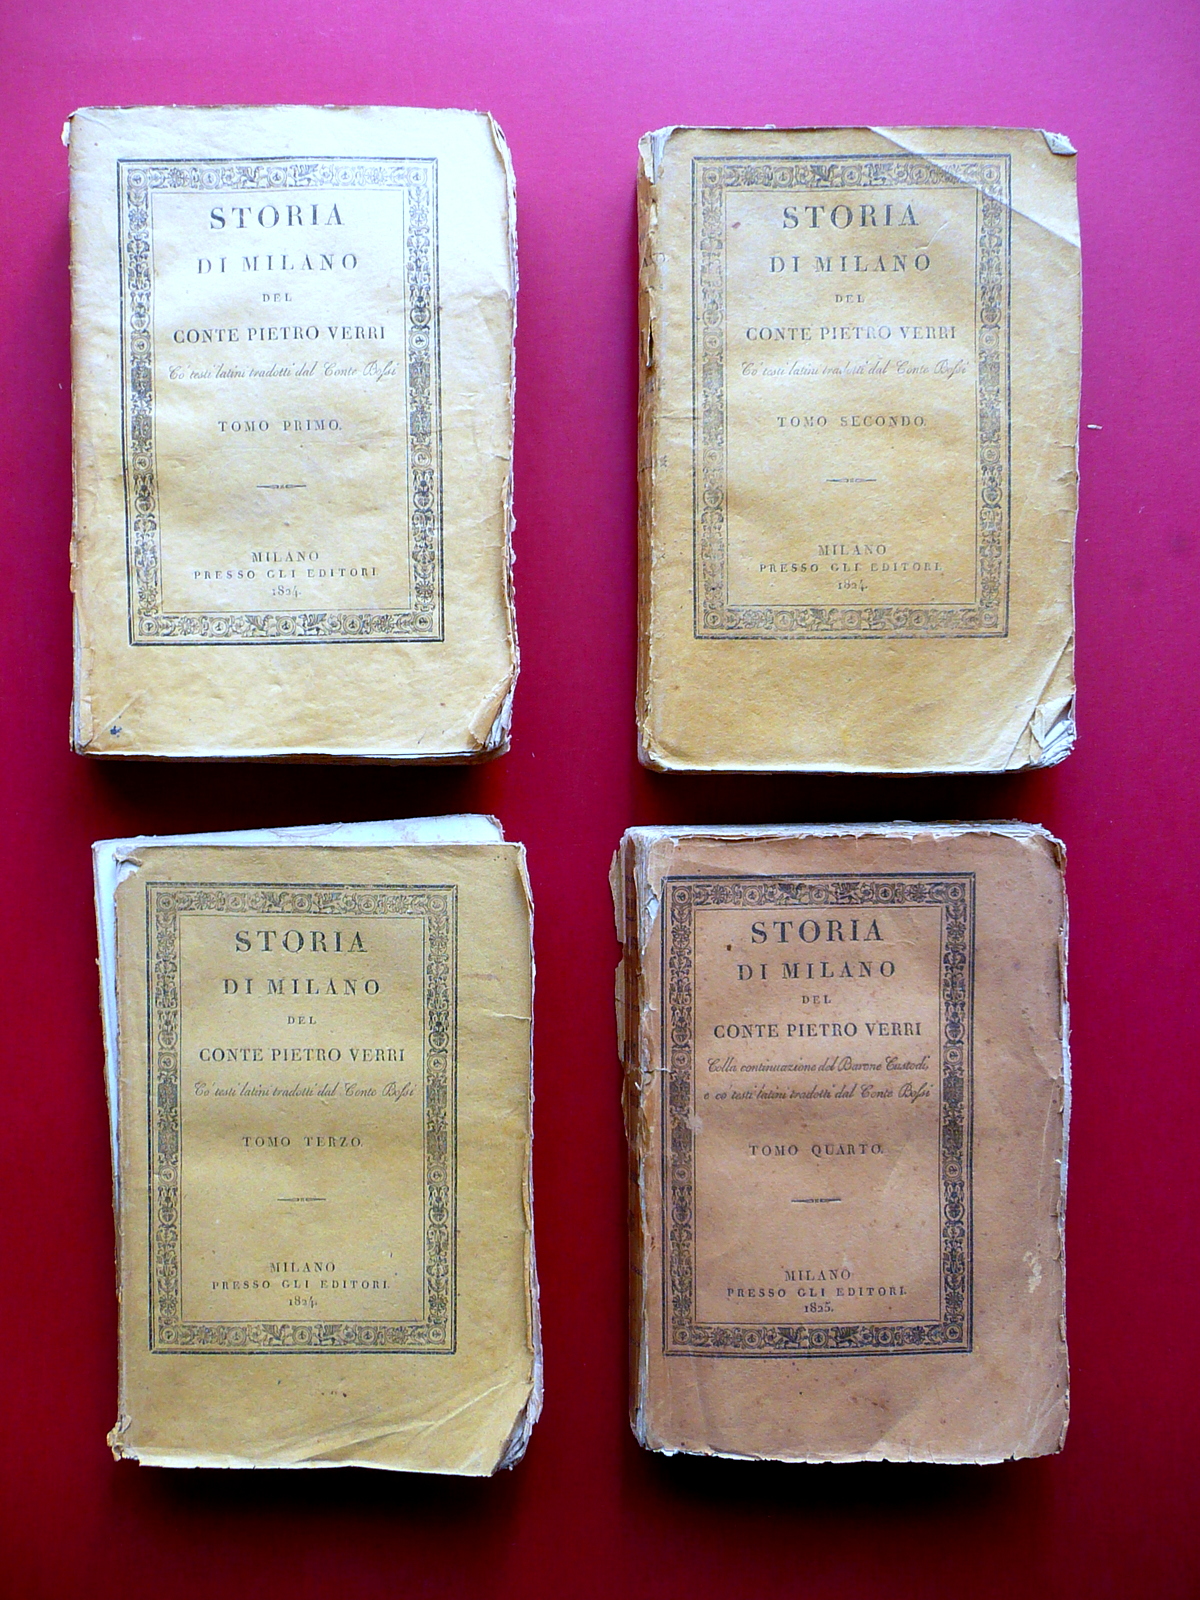 STORIA
DI MILANO
DEL
CONTE PIETRO VERRI
Co' testi latini tradotti dal Conte Bossi
TOMO PRIMO.
MILANO
PRESSO GLI EDITORI
1824.
STORIA
DI MILANO
DEL
CONTE PIETRO VERRI
Co' testi latini tradotti dal Conte Bossi
TOMO SECONDO.
MILANO
PRESSO GLI EDITORI
1824.
STORIA
DI MILANO
DEL
CONTE PIETRO VERRI
Co' testi latini tradotti dal Conte Bossi
TOMO TERZO.
MILANO
PRESSO GLI EDITORI.
1824.
STORIA
DI MILANO
DEL
CONTE PIETRO VERRI
Colla continuazione del Barone Custodi,
e co' testi latini tradotti dal Conte Bossi
TOMO QUARTO.
MILANO
PRESSO GLI EDITORI.
1825.